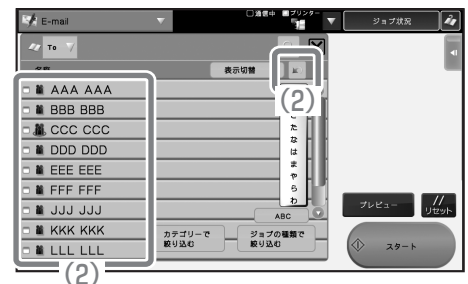 E-mail
通信中 プリンター
ジョブ状況
To
名前
表示切替
(2)
AAA AAA
BBB BBB
CCC CCC
DDD DDD
EEE EEE
FFF FFF
JJJ JJJ
KKK KKK
LLL LLL
た
な
は
ま
や
ら
わ
ABC
カテゴリーで
絞り込む
ジョブの種類で
絞り込む
プレビュー
リセット
スタート
(2)